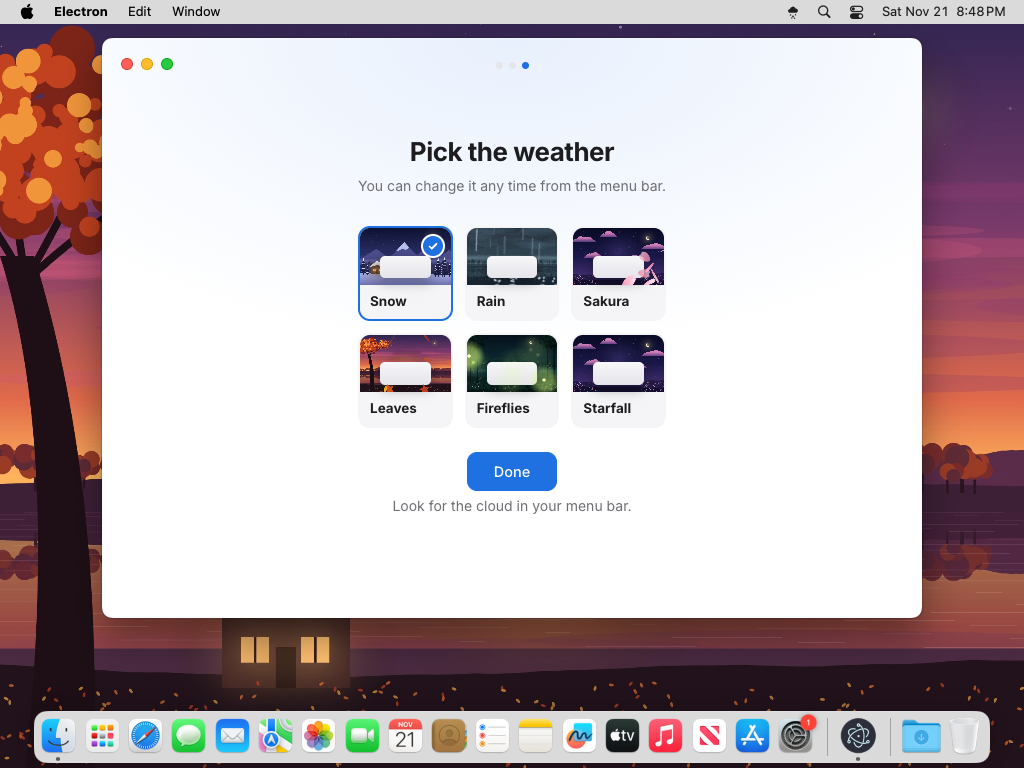 Electron Edit Window Sat Nov 21 8:48 PM
Pick the weather
You can change it any time from the menu bar.
Snow Rain Sakura
Leaves Fireflies Starfall
Done
Look for the cloud in your menu bar.
NOV
21
tv
1